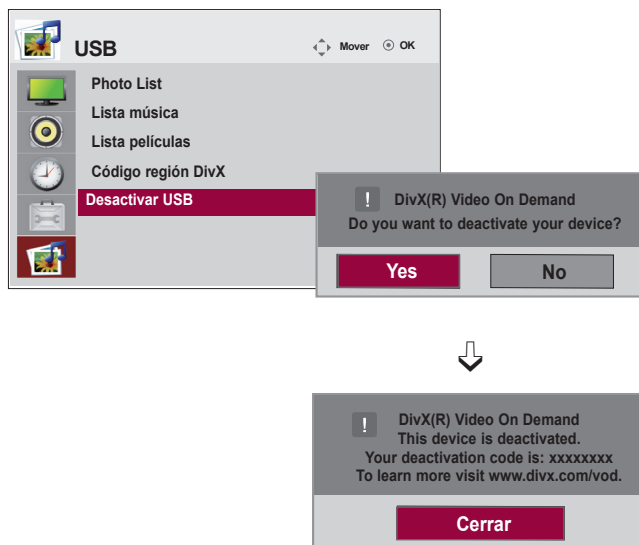 USB
Mover OK
Photo List
Lista música
Lista películas
Código región DivX
Desactivar USB
! DivX(R) Video On Demand
Do you want to deactivate your device?
Yes No
! DivX(R) Video On Demand
This device is deactivated.
Your deactivation code is: xxxxxxxx
To learn more visit www.divx.com/vod.
Cerrar